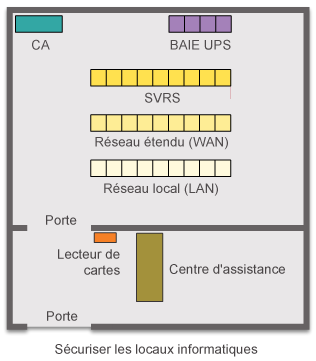 CA
BAIE UPS
SVRS
Réseau étendu (WAN)
Réseau local (LAN)
Porte
Lecteur de
cartes
Centre d'assistance
Porte
Sécuriser les locaux informatiques